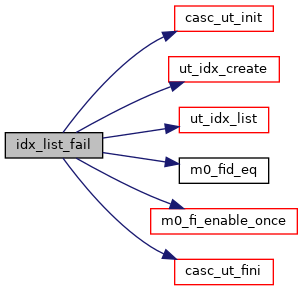 casc_ut_init
ut_idx_create
ut_idx_list
idx_list_fail
m0_fid_eq
m0_fi_enable_once
casc_ut_fini